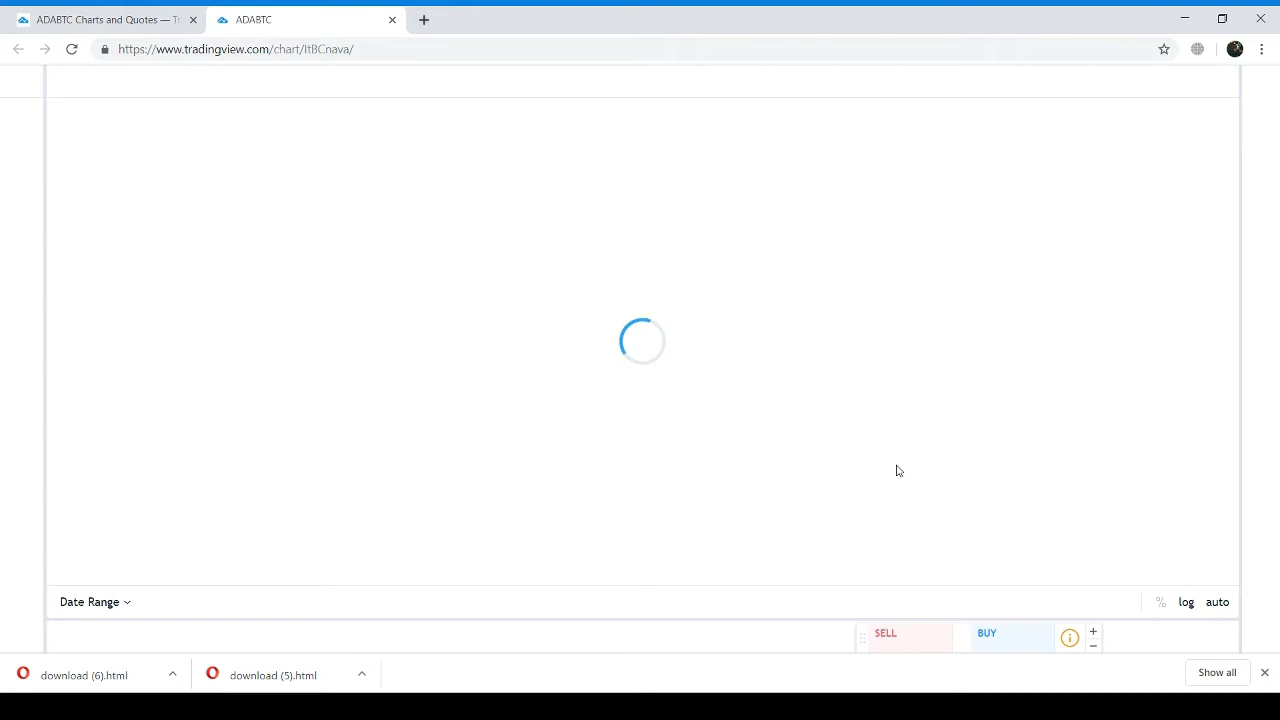 ADABTC Charts and Quotes — Tr
ADABTC
https://www.tradingview.com/chart/ItBCnava/
Date Range
% log auto
SELL BUY
download (6).html
download (5).html
Show all